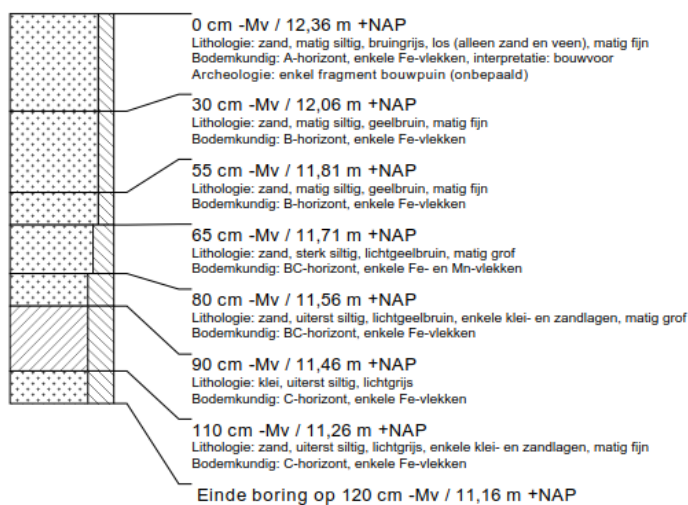 0 cm -Mv / 12,36 m +NAP
Lithologie: zand, matig siltig, bruingrijs, los (alleen zand en veen), matig fijn
Bodemkundig: A-horizont, enkele Fe-vlekken, interpretatie: bouwvoor
Archeologie: enkel fragment bouwpuin (onbepaald)
30 cm -Mv / 12,06 m +NAP
Lithologie: zand, matig siltig, geelbruin, matig fijn
Bodemkundig: B-horizont, enkele Fe-vlekken
55 cm -Mv / 11,81 m +NAP
Lithologie: zand, matig siltig, geelbruin, matig fijn
Bodemkundig: B-horizont, enkele Fe-vlekken
65 cm -Mv / 11,71 m +NAP
Lithologie: zand, sterk siltig, lichtgeelbruin, matig grof
Bodemkundig: BC-horizont, enkele Fe- en Mn-vlekken
80 cm -Mv / 11,56 m +NAP
Lithologie: zand, uiterst siltig, lichtgeelbruin, enkele klei- en zandlagen, matig grof
Bodemkundig: BC-horizont, enkele Fe-vlekken
90 cm -Mv / 11,46 m +NAP
Lithologie: klei, uiterst siltig, lichtgrijs
Bodemkundig: C-horizont, enkele Fe-vlekken
110 cm -Mv / 11,26 m +NAP
Lithologie: zand, uiterst siltig, lichtgrijs, enkele klei- en zandlagen, matig fijn
Bodemkundig: C-horizont, enkele Fe-vlekken
Einde boring op 120 cm -Mv / 11,16 m +NAP